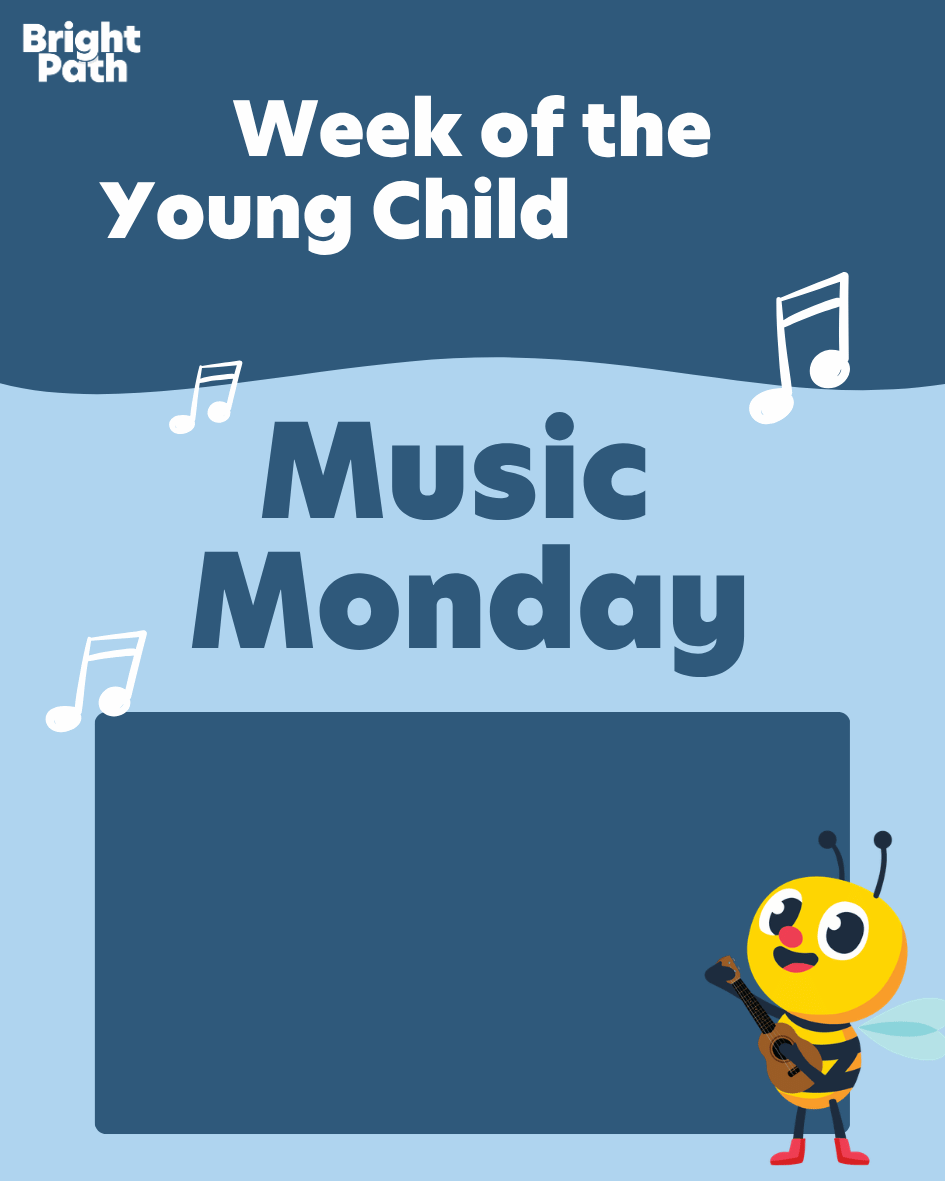 Bright
Path
Week of the
Young Child
Music
Monday